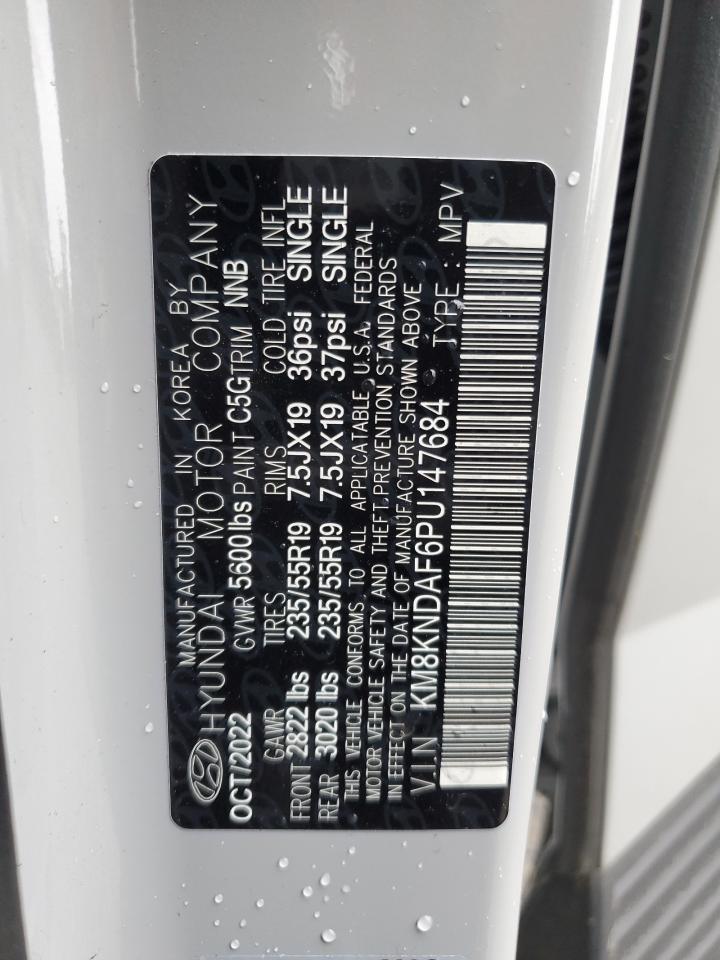 MANUFACTURED IN KOREA BY
HYUNDAI MOTOR COMPANY
OCT/2022 GVWR 5600lbs PAINT C5G TRIM NNB
GAWR TIRES RIMS COLD TIRE INFL
FRONT 2822 lbs 235/55R19 7.5JX19 36psi SINGLE
REAR 3020 lbs 235/55R19 7.5JX19 37psi SINGLE
THIS VEHICLE CONFORMS TO ALL APPLICATABLE U.S.A. FEDERAL
MOTOR VEHICLE SAFETY AND THEFT.PREVENTION STANDARDS
IN EFFECT ON THE DATE OF MANUFACTURE SHOWN ABOVE
V.I.N : KM8KNDAF6PU147684 TYPE : MPV